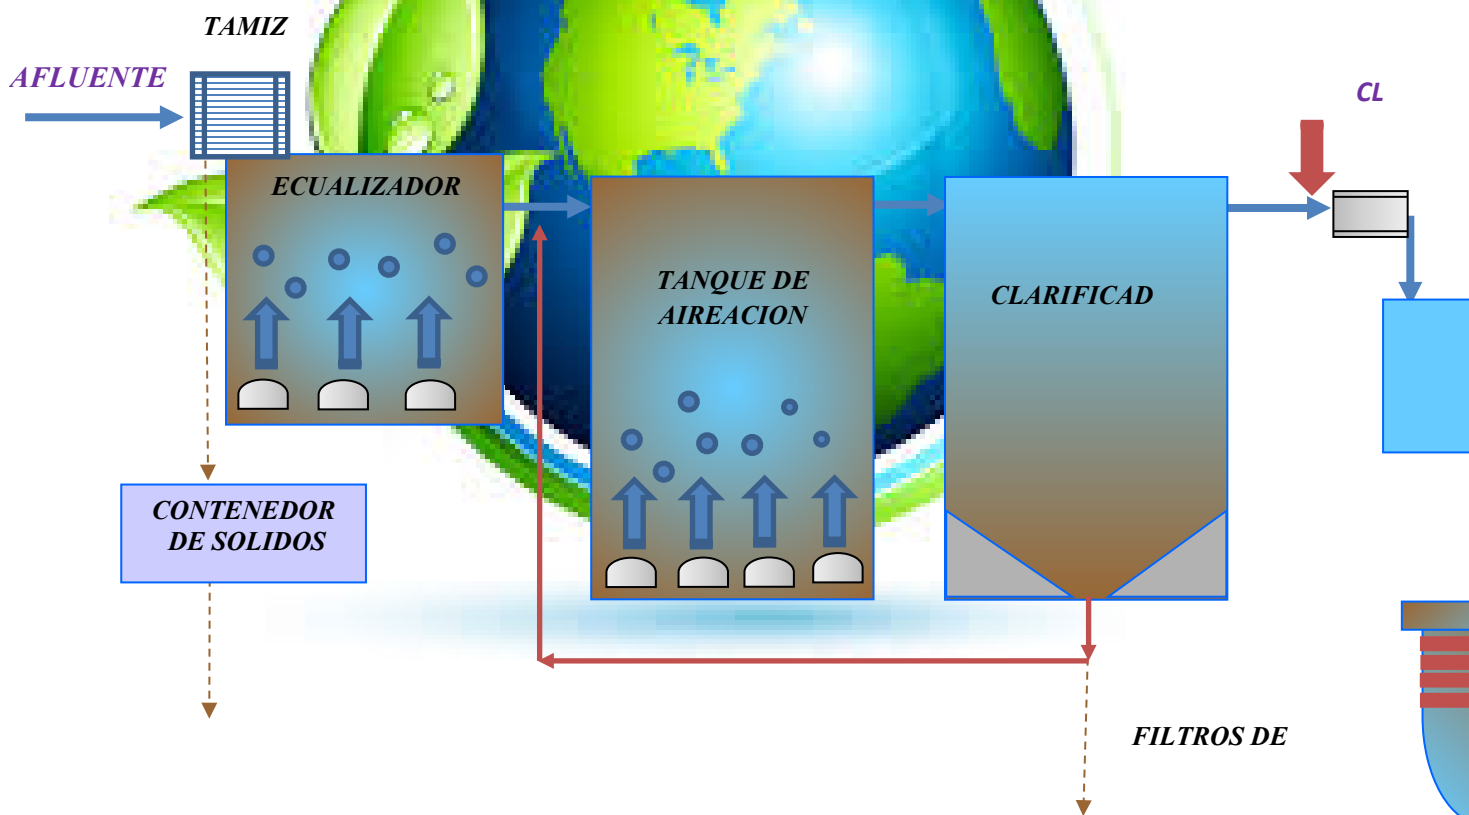 TAMIZ
AFLUENTE
CL
ECUALIZADOR
TANQUE DE
AIREACION
CLARIFICAD
CONTENEDOR
DE SOLIDOS
FILTROS DE